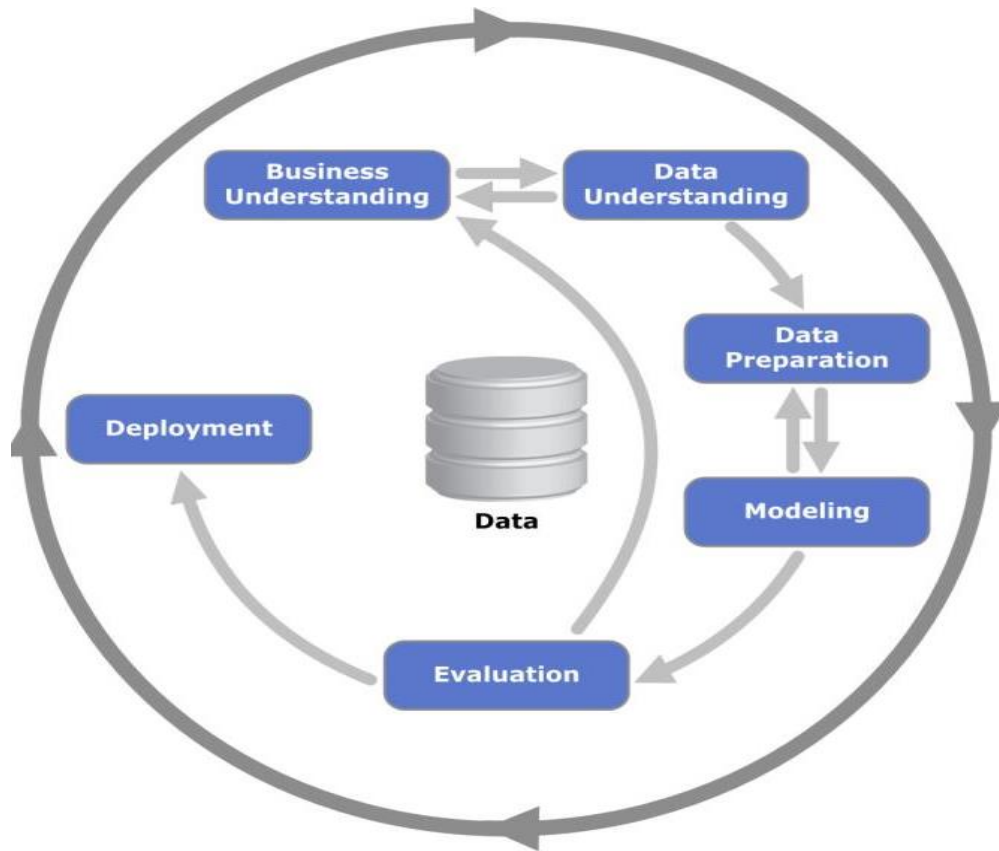 Business
Understanding
Data
Understanding
Data
Preparation
Deployment
Modeling
Data
Evaluation